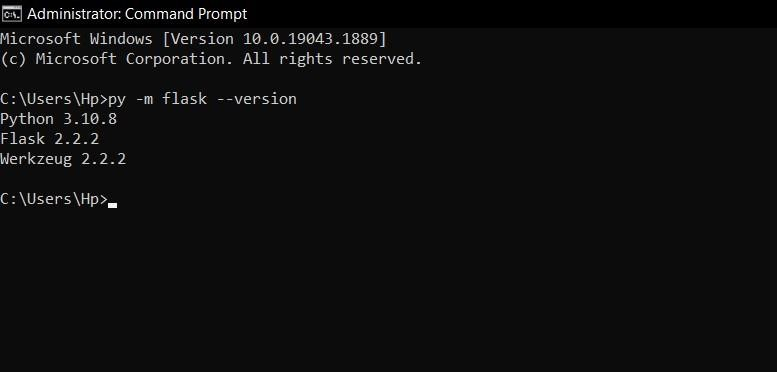 Administrator: Command Prompt
Microsoft Windows [Version 10.0.19043.1889]
(c) Microsoft Corporation. All rights reserved.
C:\Users\Hp>py -m flask --version
Python 3.10.8
Flask 2.2.2
Werkzeug 2.2.2
C:\Users\Hp>